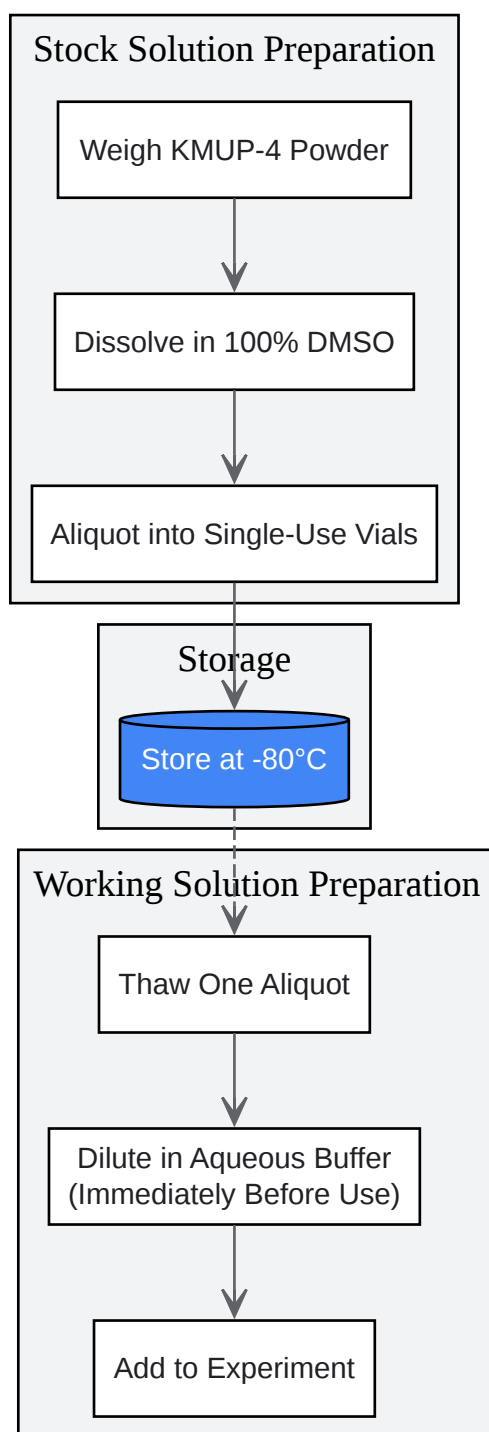 Stock Solution Preparation
Weigh KMUP-4 Powder
Dissolve in 100% DMSO
Aliquot into Single-Use Vials
Storage
Store at -80°C
Working Solution Preparation
Thaw One Aliquot
Dilute in Aqueous Buffer
(Immediately Before Use)
Add to Experiment